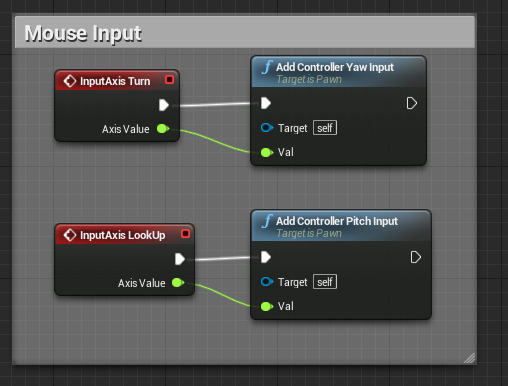 Mouse Input
InputAxis Turn
Axis Value
Add Controller Yaw Input
Target is Pawn
Target self
Val
InputAxis LookUp
Axis Value
Add Controller Pitch Input
Target is Pawn
Target self
Val